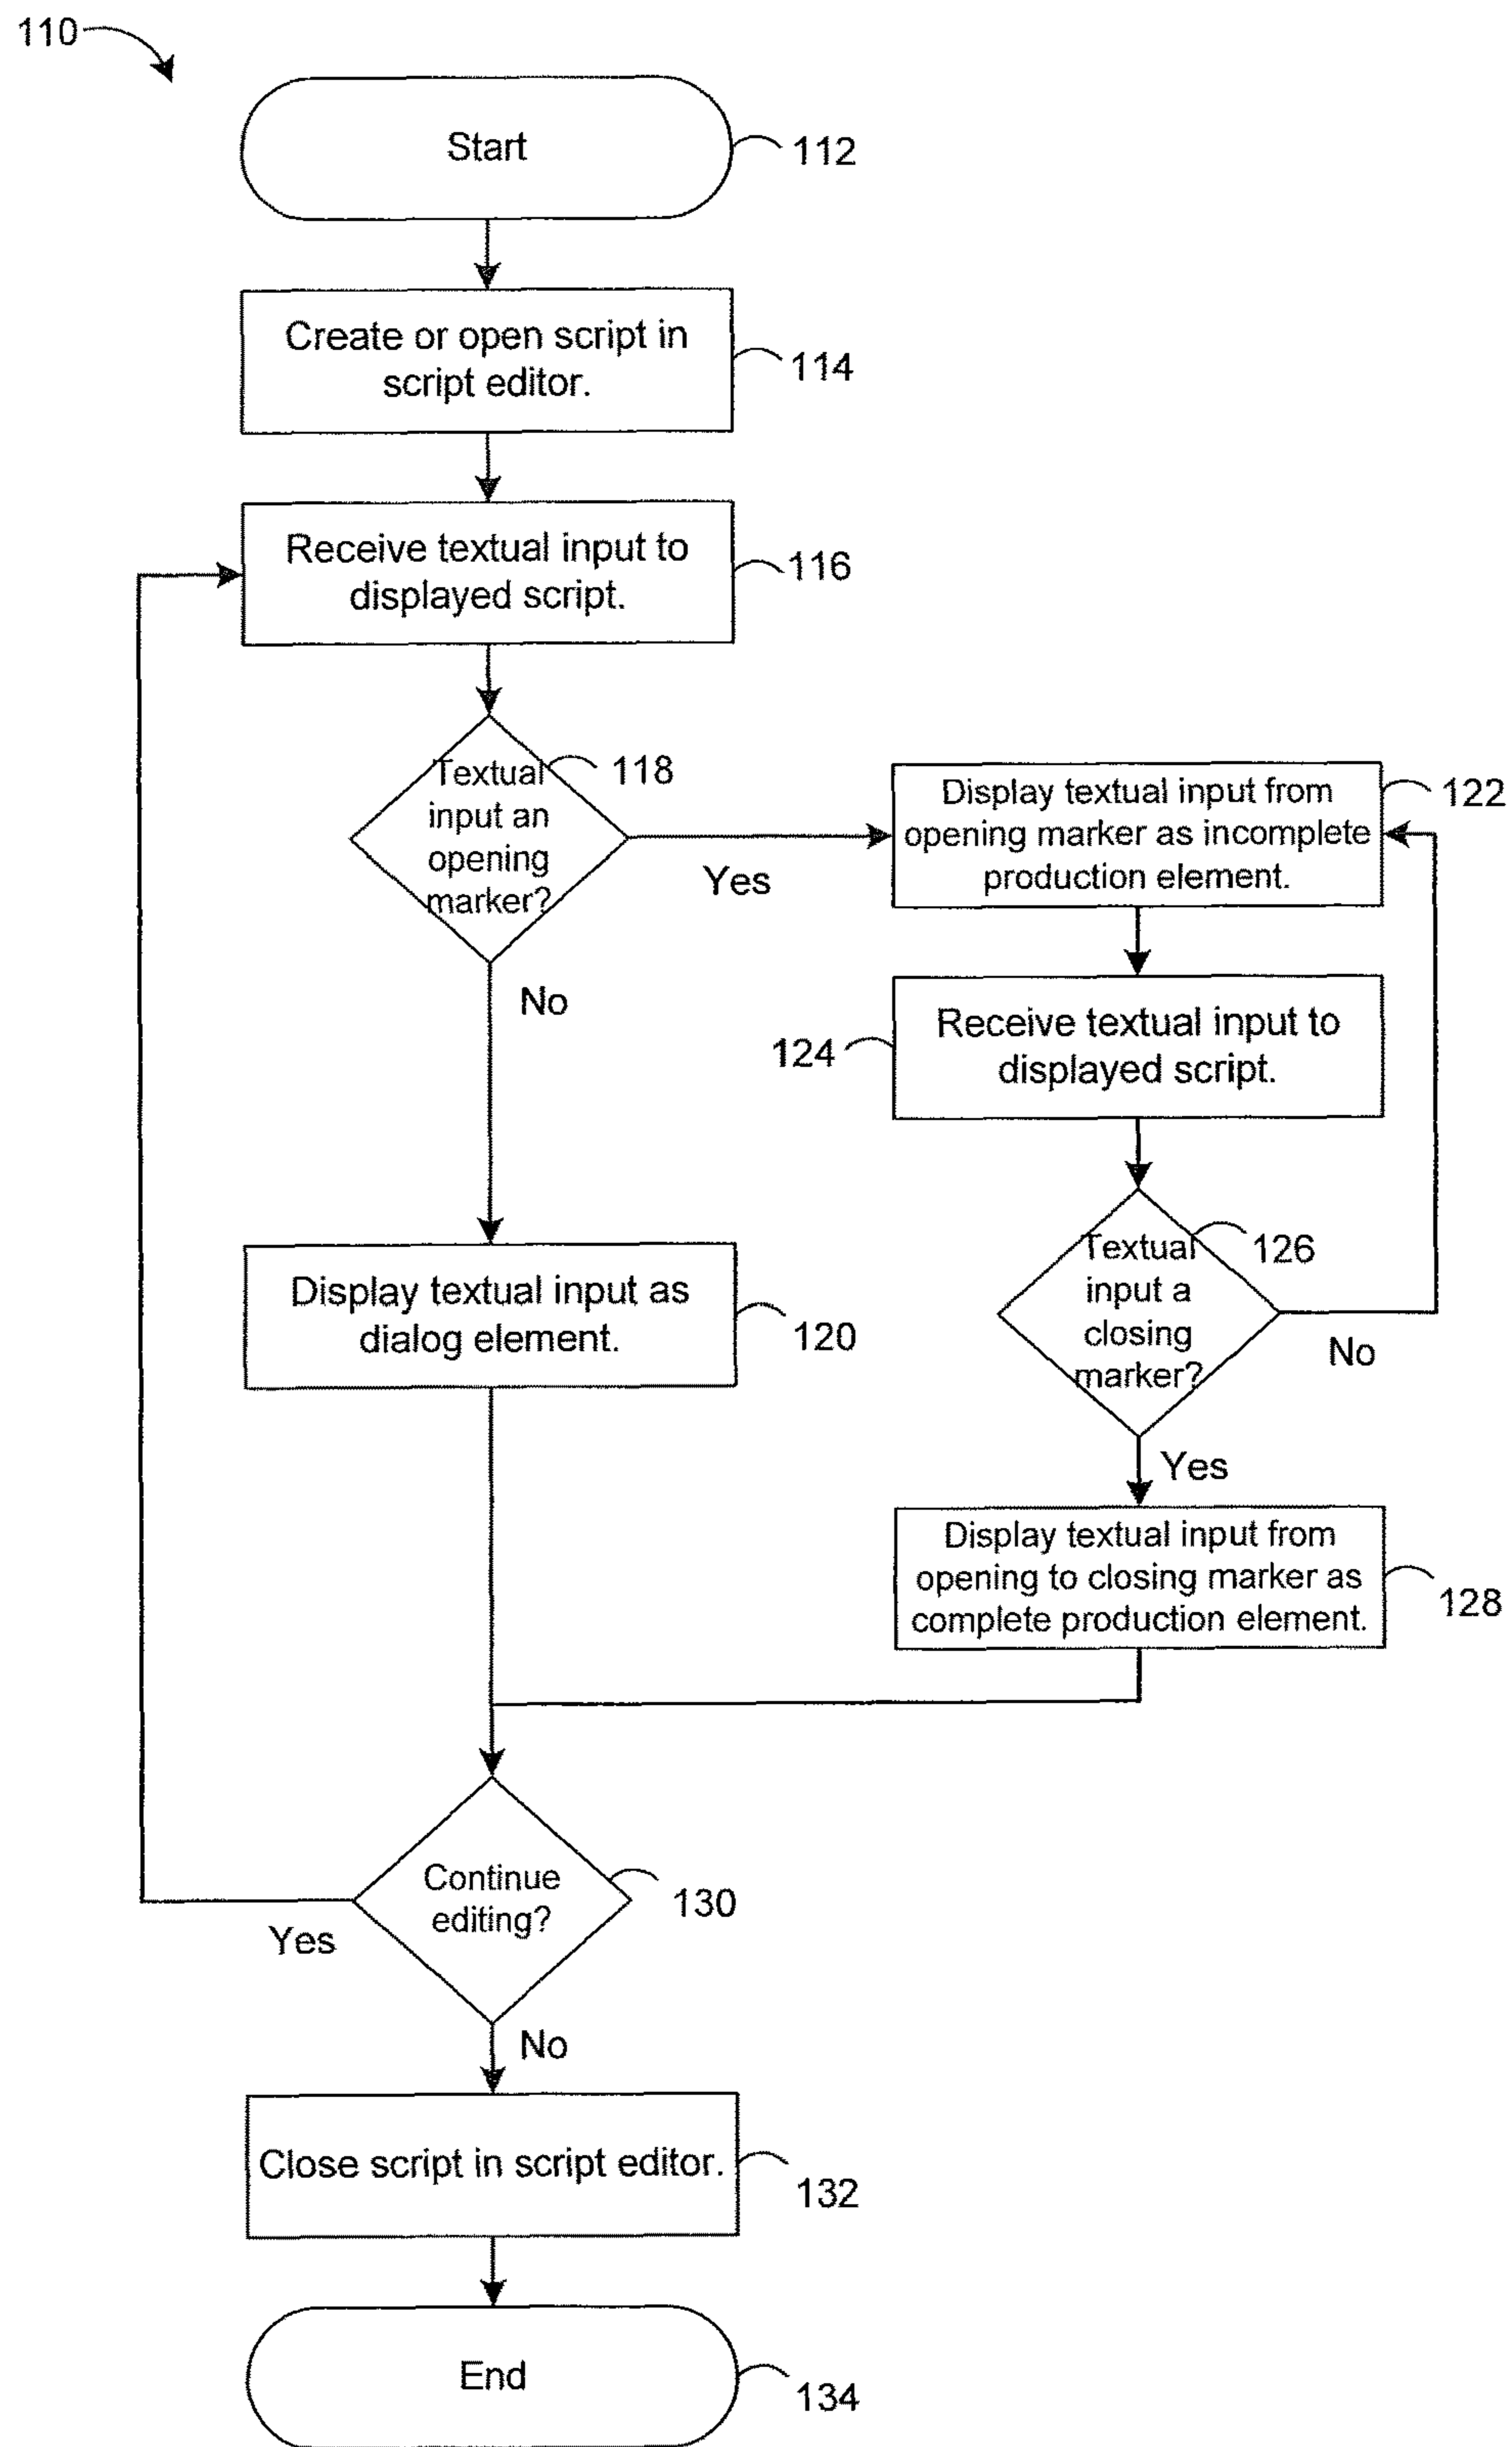 110
Start
112
Create or open script in
script editor.
114
Receive textual input to
displayed script.
116
Textual
input an
opening
marker?
118
Yes
No
Display textual input from
opening marker as incomplete
production element.
122
Receive textual input to
displayed script.
124
Textual
input a
closing
marker?
126
No
Yes
Display textual input as
dialog element.
120
Display textual input from
opening to closing marker as
complete production element.
128
Continue
editing?
130
Yes
No
Close script in script editor.
132
End
134